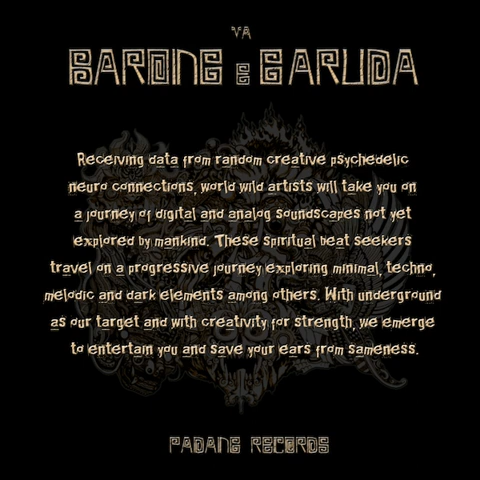 VA
BARONG & GARUDA
Receiving data from random creative psychedelic
neuro connections, world wild artists will take you on
a journey of digital and analog soundscapes not yet
explored by mankind. These spiritual beat seekers
travel on a progressive journey exploring minimal, techno,
melodic and dark elements among others. With underground
as our target and with creativity for strength, we emerge
to entertain you and save your ears from sameness.
PADANG RECORDS